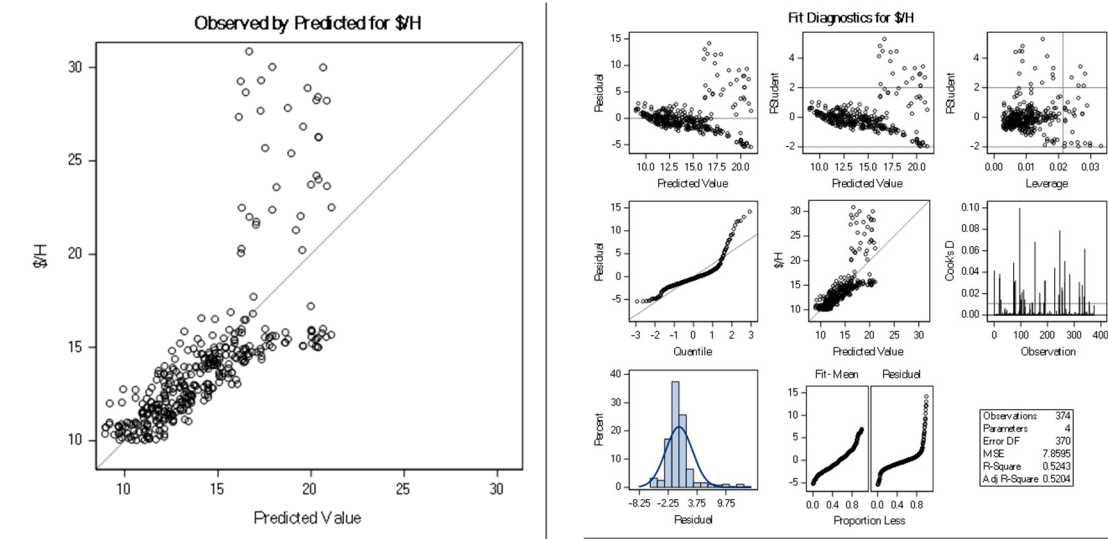 Observed by Predicted for $/H
30
25
20
15
10
$/H
10 15 20 25 30
Predicted Value
Fit Diagnostics for $/H
15
10
5
0
-5
Residual
10.0 12.5 15.0 17.5 20.0
Predicted Value
4
2
0
-2
RStudent
10.0 12.5 15.0 17.5 20.0
Predicted Value
4
2
0
-2
RStudent
0.00 0.01 0.02 0.03
Leverage
15
10
5
0
-5
Residual
-3 -2 -1 0 1 2 3
Quantile
30
25
20
15
10
$/H
10 15 20 25 30
Predicted Value
0.10
0.08
0.06
0.04
0.02
0.00
Cook's D
0 100 200 300 400
Observation
40
30
20
10
0
Percent
-8.25 -2.25 3.75 9.75
Residual
Fit-Mean Residual
15
10
5
0
-5
0.0 0.4 0.8 0.0 0.4 0.8
Proportion Less
Observations 374
Parameters 4
Error DF 370
MSE 7.8595
R-Square 0.5243
Adj R-Square 0.5204